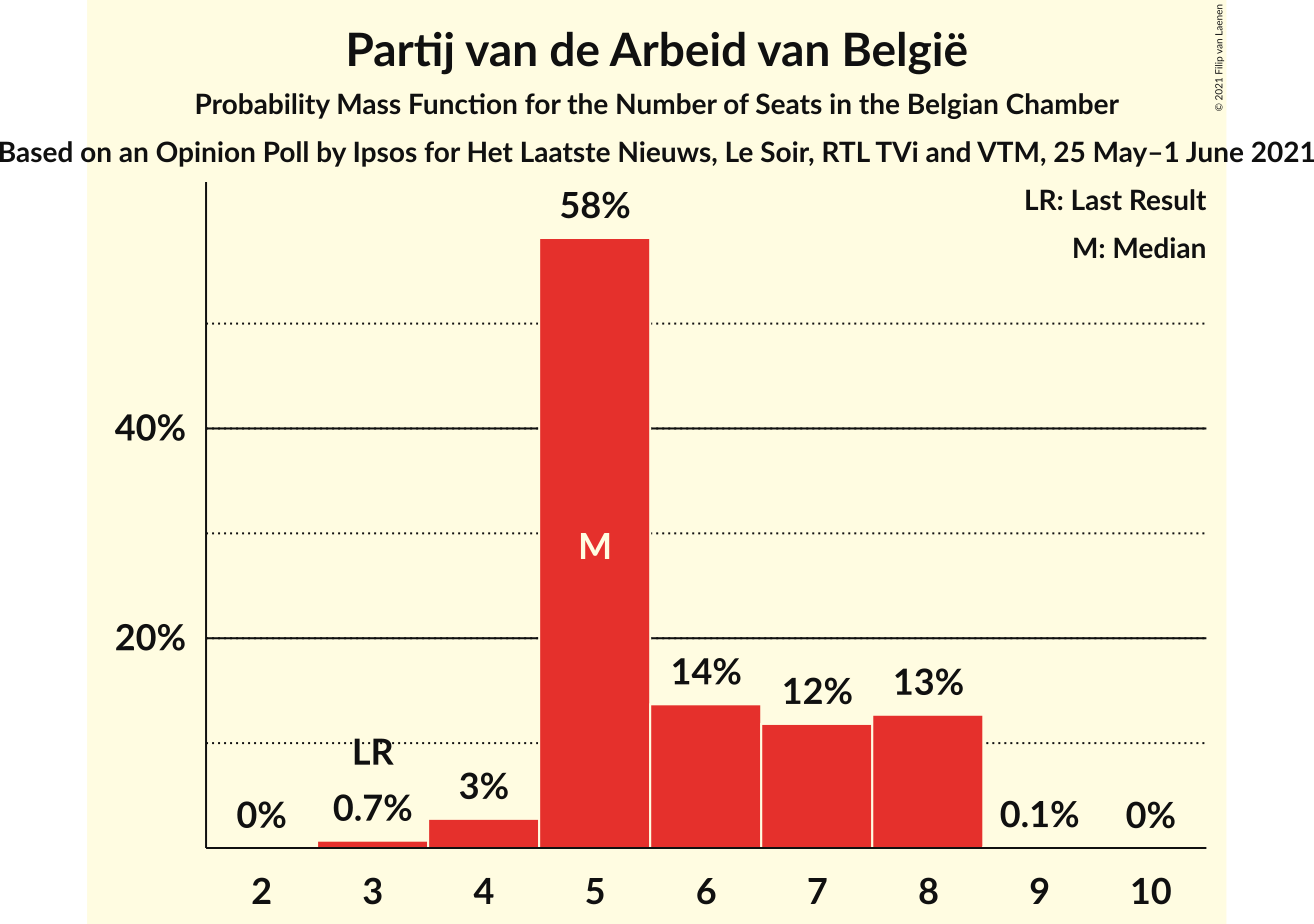 Partij van de Arbeid van België
Probability Mass Function for the Number of Seats in the Belgian Chamber
Based on an Opinion Poll by Ipsos for Het Laatste Nieuws, Le Soir, RTL TVi and VTM, 25 May–1 June 2021
© 2021 Filip van Laenen
LR: Last Result
M: Median
58%
40%
M
20%
14%
12%
13%
LR
0%
0.7%
3%
0.1%
0%
2 3 4 5 6 7 8 9 10